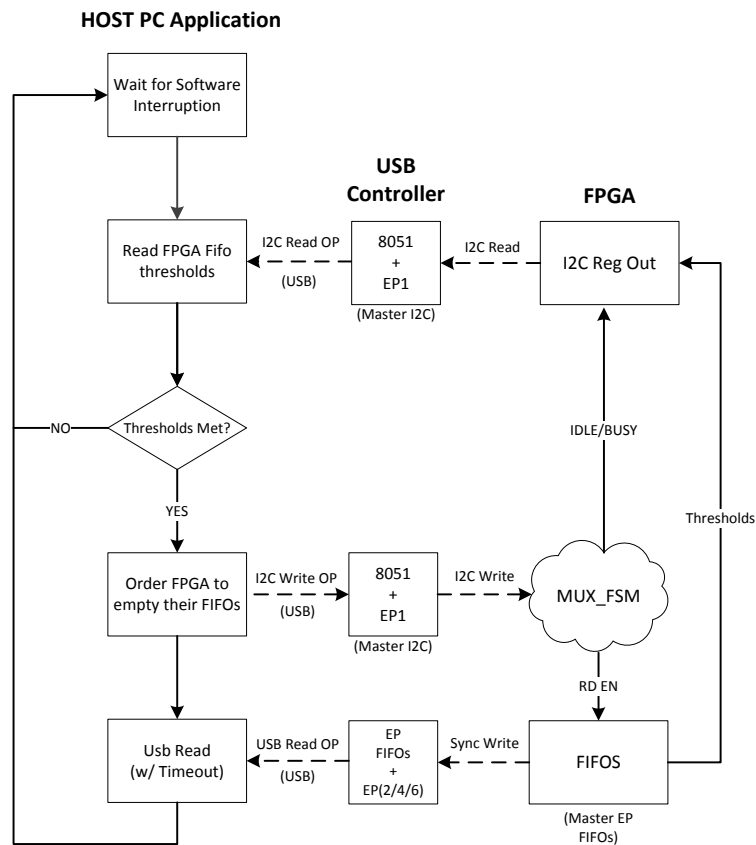 HOST PC Application
Wait for Software
Interruption
USB
Controller
FPGA
Read FPGA Fifo
thresholds
I2C Read OP
(USB)
8051
+
EP1
(Master I2C)
I2C Read
I2C Reg Out
NO
Thresholds Met?
IDLE/BUSY
YES
Thresholds
Order FPGA to
empty their FIFOs
I2C Write OP
(USB)
8051
+
EP1
(Master I2C)
I2C Write
MUX_FSM
RD EN
Usb Read
(w/ Timeout)
USB Read OP
(USB)
EP
FIFOs
+
EP(2/4/6)
Sync Write
FIFOS
(Master EP
FIFOs)